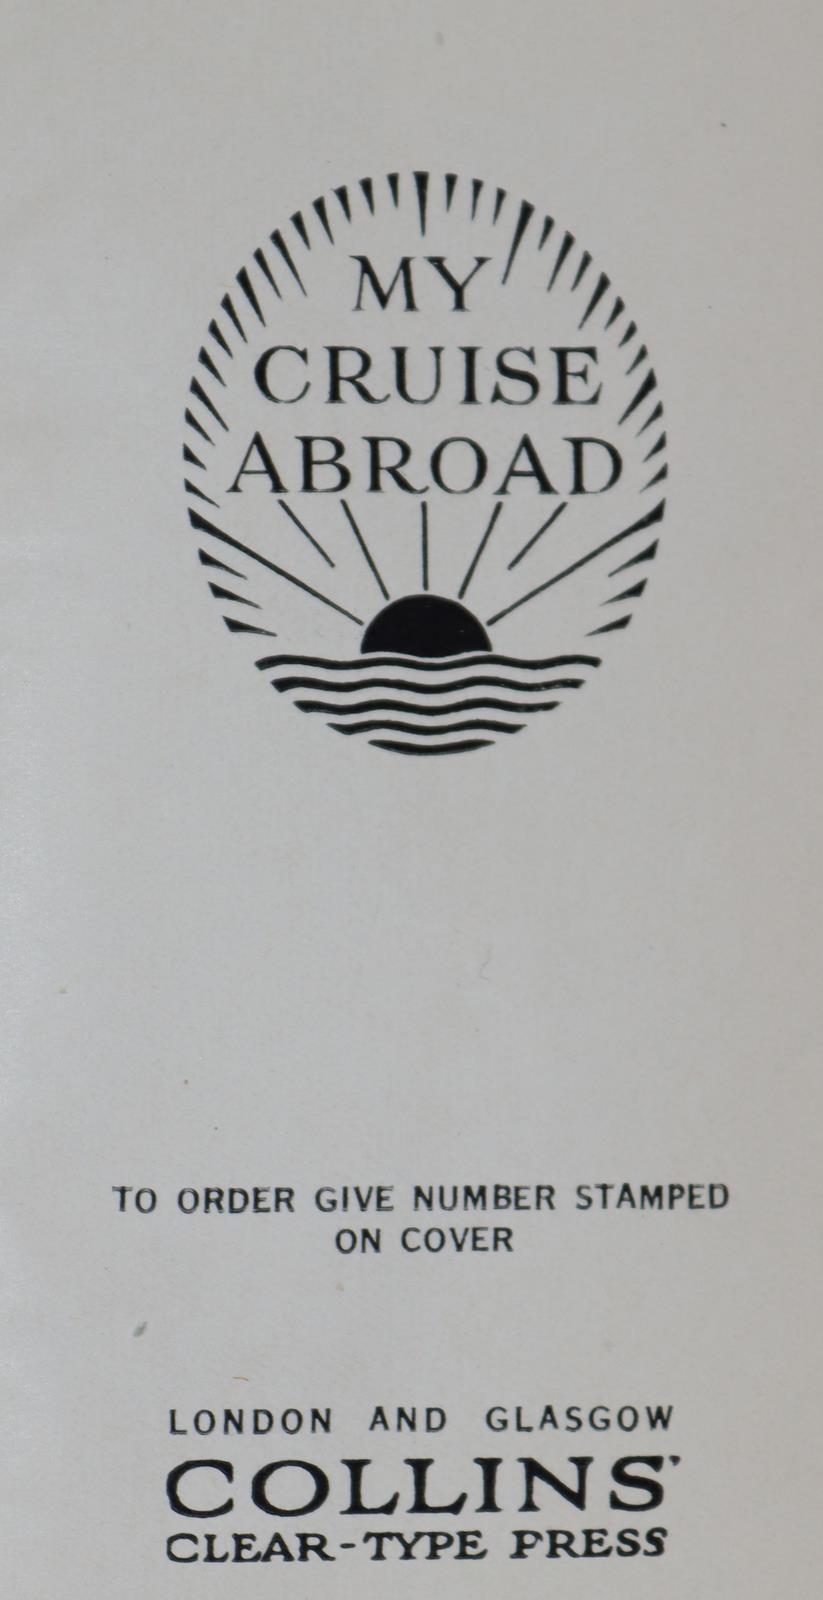 MY
CRUISE
ABROAD
TO ORDER GIVE NUMBER STAMPED
ON COVER
LONDON AND GLASGOW
COLLINS'
CLEAR-TYPE PRESS